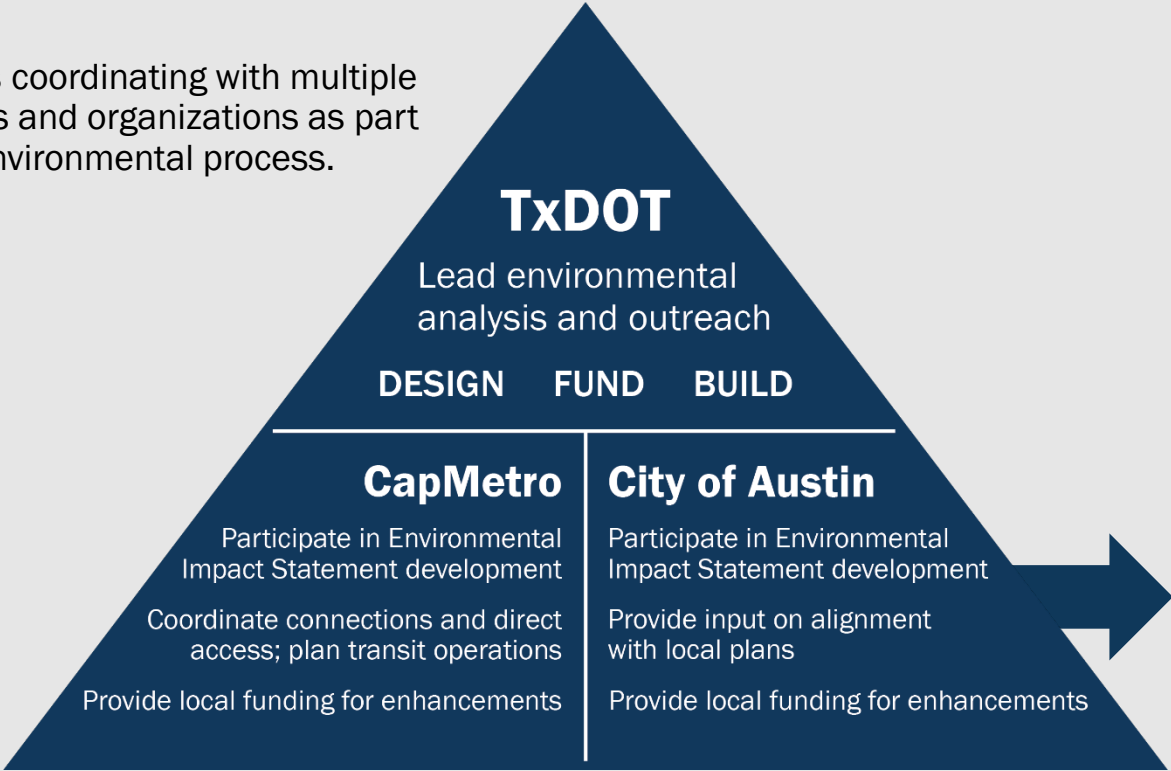 coordinating with multiple
and organizations as part
environmental process.
TxDOT
Lead environmental
analysis and outreach
DESIGN FUND BUILD
CapMetro
Participate in Environmental
Impact Statement development
Coordinate connections and direct
access; plan transit operations
Provide local funding for enhancements
City of Austin
Participate in Environmental
Impact Statement development
Provide input on alignment
with local plans
Provide local funding for enhancements